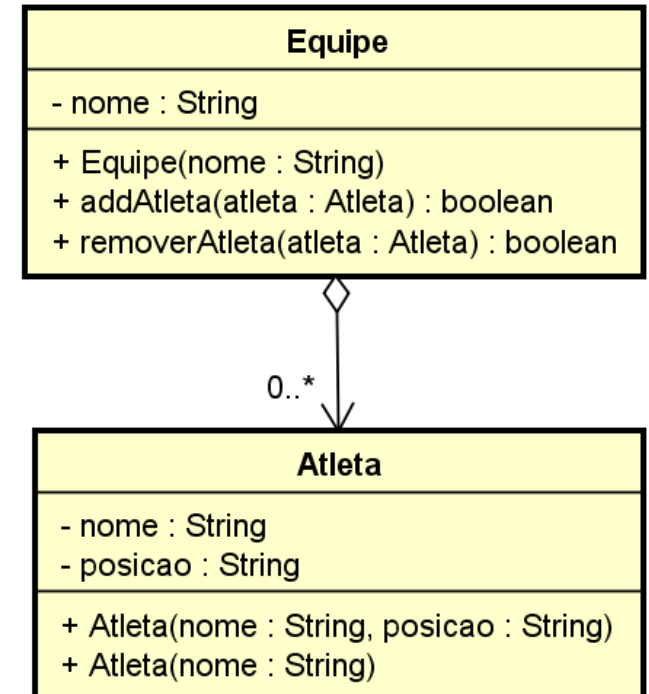 Equipe
- nome : String
+ Equipe(nome : String)
+ addAtleta(atleta : Atleta) : boolean
+ removerAtleta(atleta : Atleta) : boolean
0..*
Atleta
- nome : String
- posicao : String
+ Atleta(nome : String, posicao : String)
+ Atleta(nome : String)